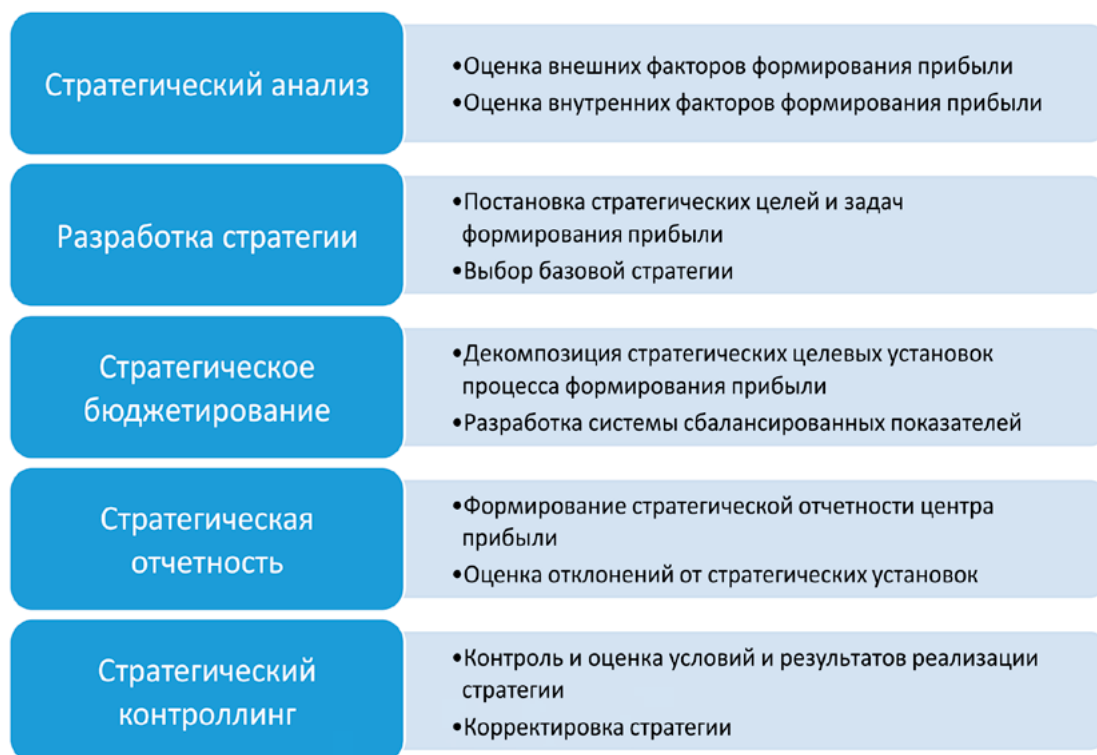 Стратегический анализ
•Оценка внешних факторов формирования прибыли
•Оценка внутренних факторов формирования прибыли
Разработка стратегии
•Постановка стратегических целей и задач
формирования прибыли
•Выбор базовой стратегии
Стратегическое
бюджетирование
•Декомпозиция стратегических целевых установок
процесса формирования прибыли
•Разработка системы сбалансированных показателей
Стратегическая
отчетность
•Формирование стратегической отчетности центра
прибыли
•Оценка отклонений от стратегических установок
Стратегический
контроллинг
•Контроль и оценка условий и результатов реализации
стратегии
•Корректировка стратегии